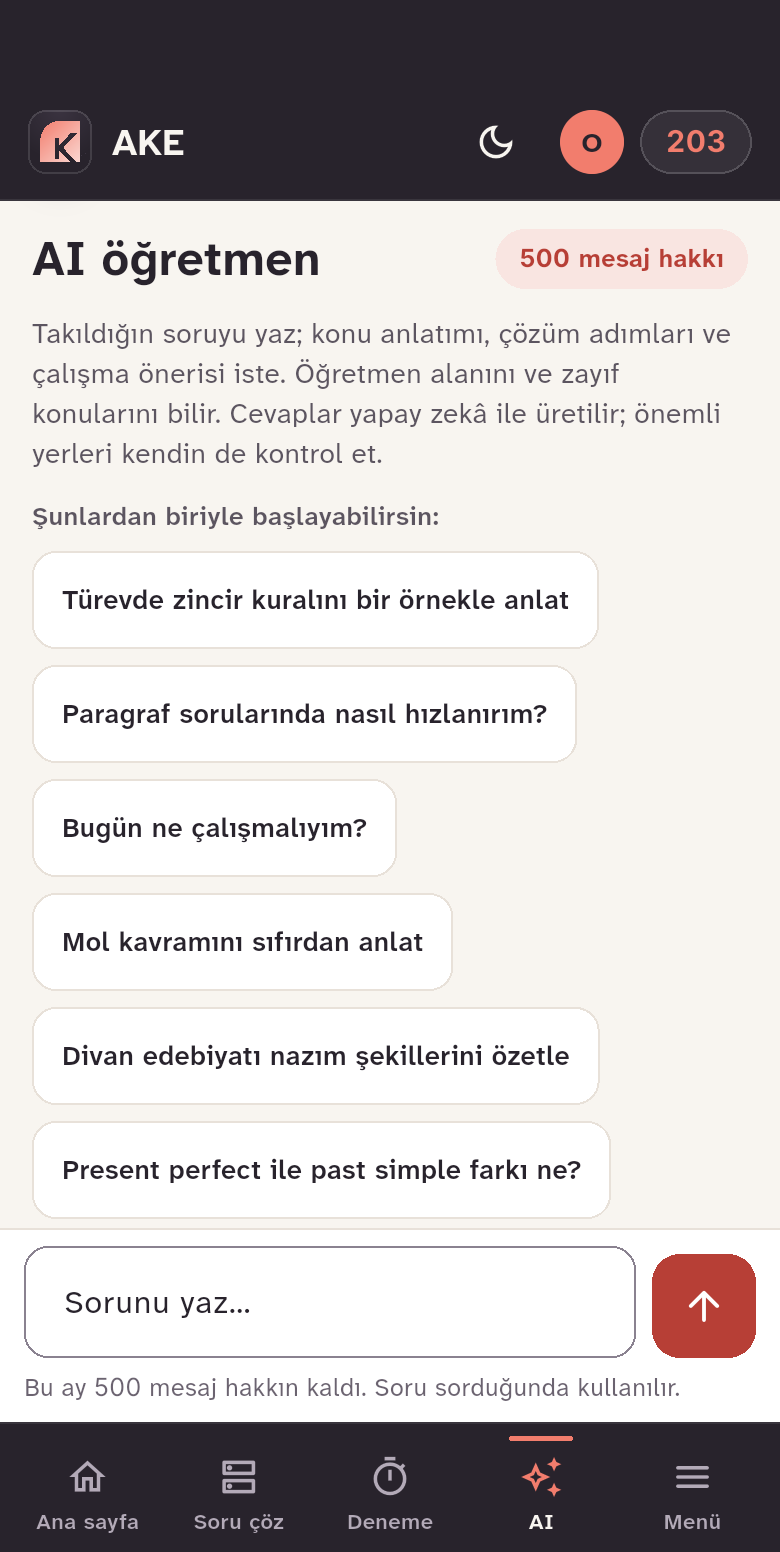 K
AKE
O
203
AI öğretmen
500 mesaj hakkı
Takıldığın soruyu yaz; konu anlatımı, çözüm adımları ve
çalışma önerisi iste. Öğretmen alanını ve zayıf
konularını bilir. Cevaplar yapay zekâ ile üretilir; önemli
yerleri kendin de kontrol et.
Şunlardan biriyle başlayabilirsin:
Türevde zincir kuralını bir örnekle anlat
Paragraf sorularında nasıl hızlanırım?
Bugün ne çalışmalıyım?
Mol kavramını sıfırdan anlat
Divan edebiyatı nazım şekillerini özetle
Present perfect ile past simple farkı ne?
Sorunu yaz...
Bu ay 500 mesaj hakkın kaldı. Soru sorduğunda kullanılır.
Ana sayfa
Soru çöz
Deneme
AI
Menü